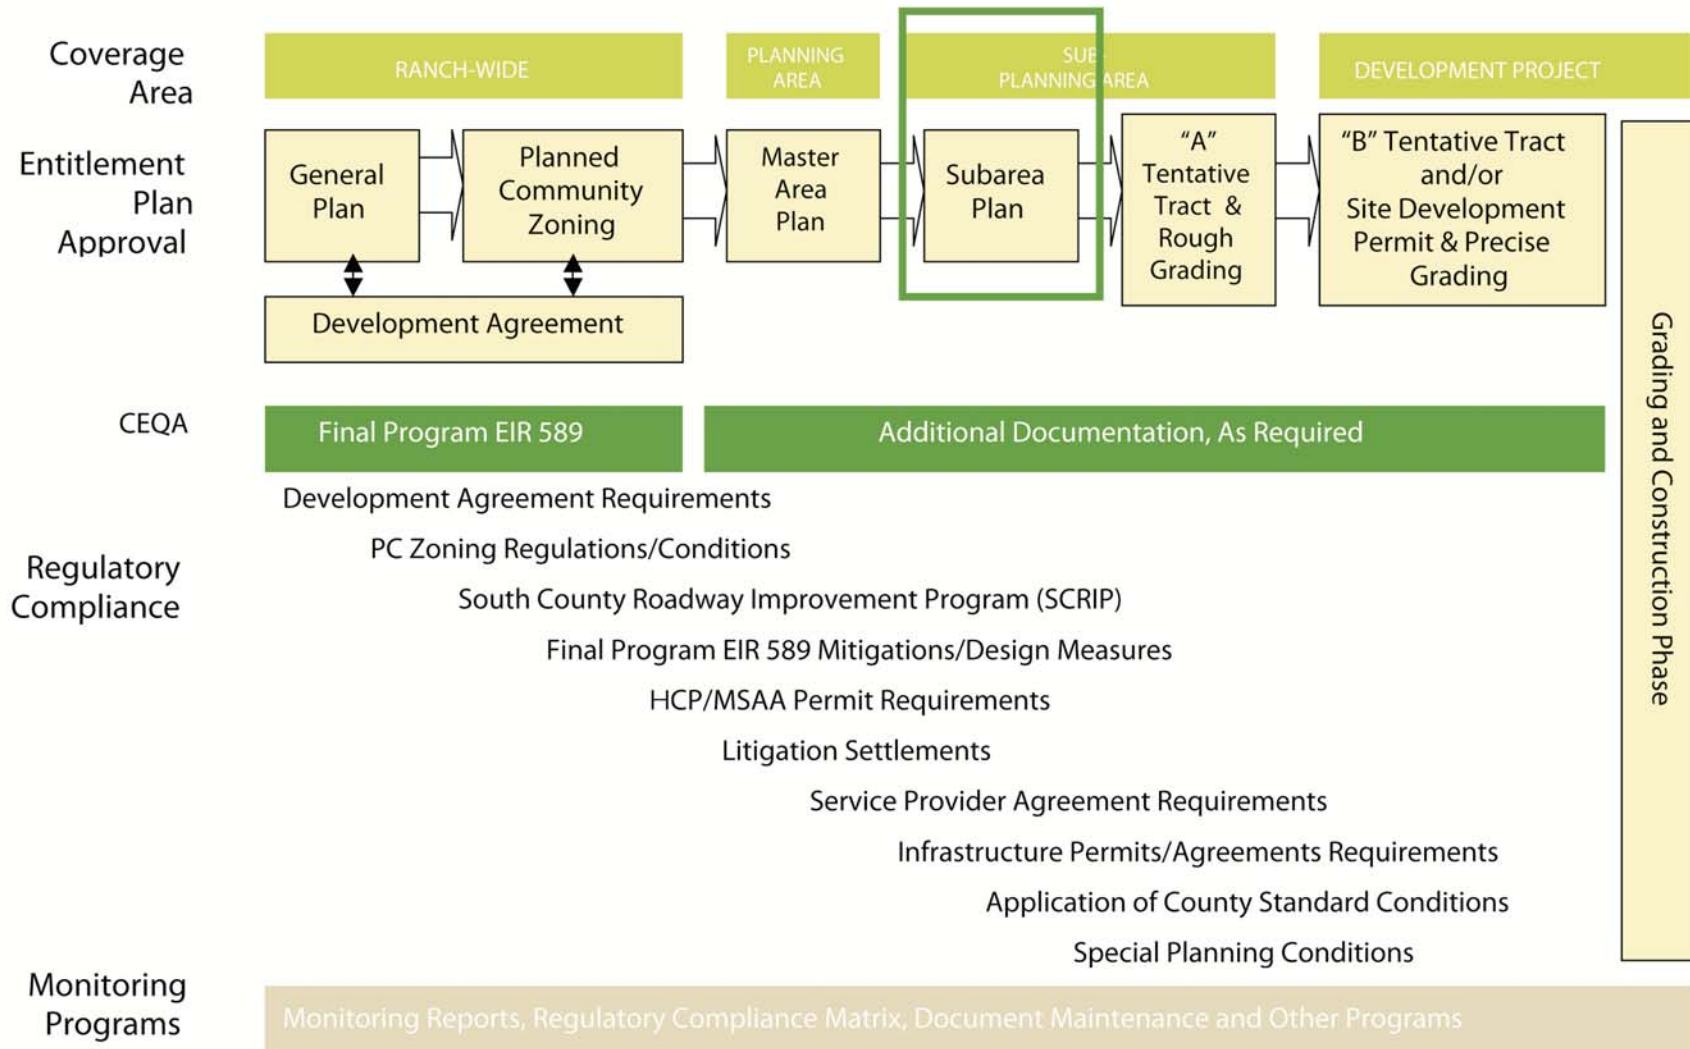 Coverage
Area
RANCH-WIDE
PLANNING
AREA
SUB-
PLANNING AREA
DEVELOPMENT PROJECT
Entitlement
Plan
Approval
General
Plan
Planned
Community
Zoning
Master
Area
Plan
Subarea
Plan
“A”
Tentative
Tract &
Rough
Grading
“B” Tentative Tract
and/or
Site Development
Permit & Precise
Grading
Development Agreement
Grading and Construction Phase
CEQA
Final Program EIR 589
Additional Documentation, As Required
Regulatory
Compliance
Development Agreement Requirements
PC Zoning Regulations/Conditions
South County Roadway Improvement Program (SCRIP)
Final Program EIR 589 Mitigations/Design Measures
HCP/MSAA Permit Requirements
Litigation Settlements
Service Provider Agreement Requirements
Infrastructure Permits/Agreements Requirements
Application of County Standard Conditions
Special Planning Conditions
Monitoring
Programs
Monitoring Reports, Regulatory Compliance Matrix, Document Maintenance and Other Programs